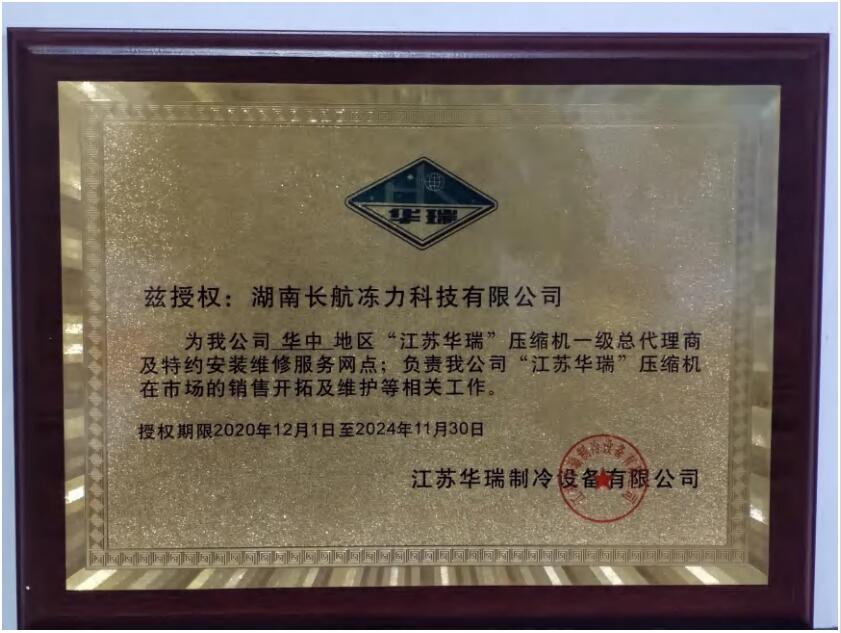 兹授权：湖南长航冻力科技有限公司
为我公司 华中 地区“江苏华瑞”压缩机一级总代理商
及特约安装维修服务网点；负责我公司“江苏华瑞”压缩机
在市场的销售开拓及维护等相关工作。
授权期限2020年12月1日至2024年11月30日
江苏华瑞制冷设备有限公司